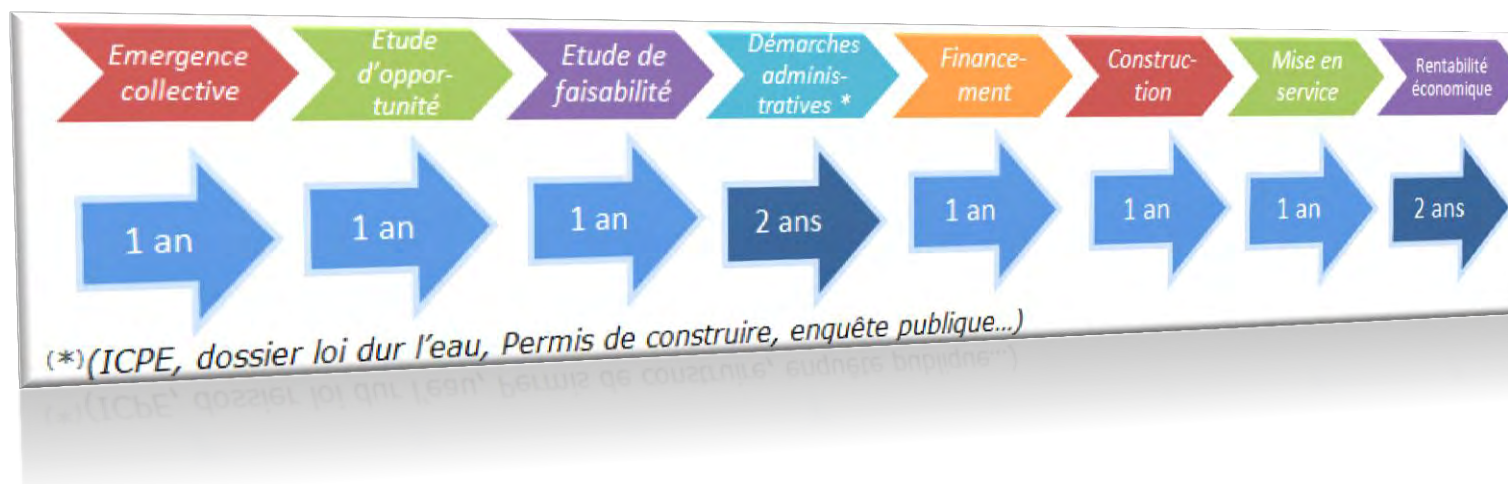 Emergence
collective
Etude
d'oppor-
tunité
Etude de
faisabilité
Démarches
adminis-
tratives *
Finance-
ment
Construc-
tion
Mise en
service
Rentabilité
économique
1 an
1 an
1 an
2 ans
1 an
1 an
1 an
2 ans
(*)(ICPE, dossier loi dur l'eau, Permis de construire, enquête publique...)